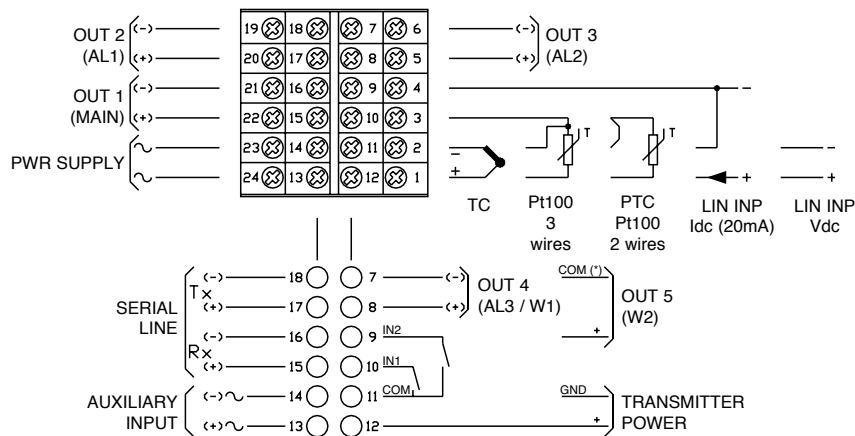 OUT 2 (-) 19 18 7 6 (-) OUT 3
(AL1) (+) 20 17 8 5 (+) (AL2)
OUT 1 (-) 21 16 9 4 -
(MAIN) (+) 22 15 10 3 T T
PWR SUPPLY ~ 23 14 11 2 - -
~ 24 13 12 1 + + +
TC
Pt100
3
wires
PTC
Pt100
2 wires
LIN INP
Idc (20mA)
LIN INP
Vdc
SERIAL
LINE
Tx
(-) 18 7 (-)
(+) 17 8 (+)
OUT 4
(AL3 / W1)
COM (*)
+
OUT 5
(W2)
Rx
(-) 16 9 IN2
(+) 15 10 IN1
AUXILIARY
INPUT
(-) ~ 14 11 COM
(+) ~ 13 12
GND
+
TRANSMITTER
POWER